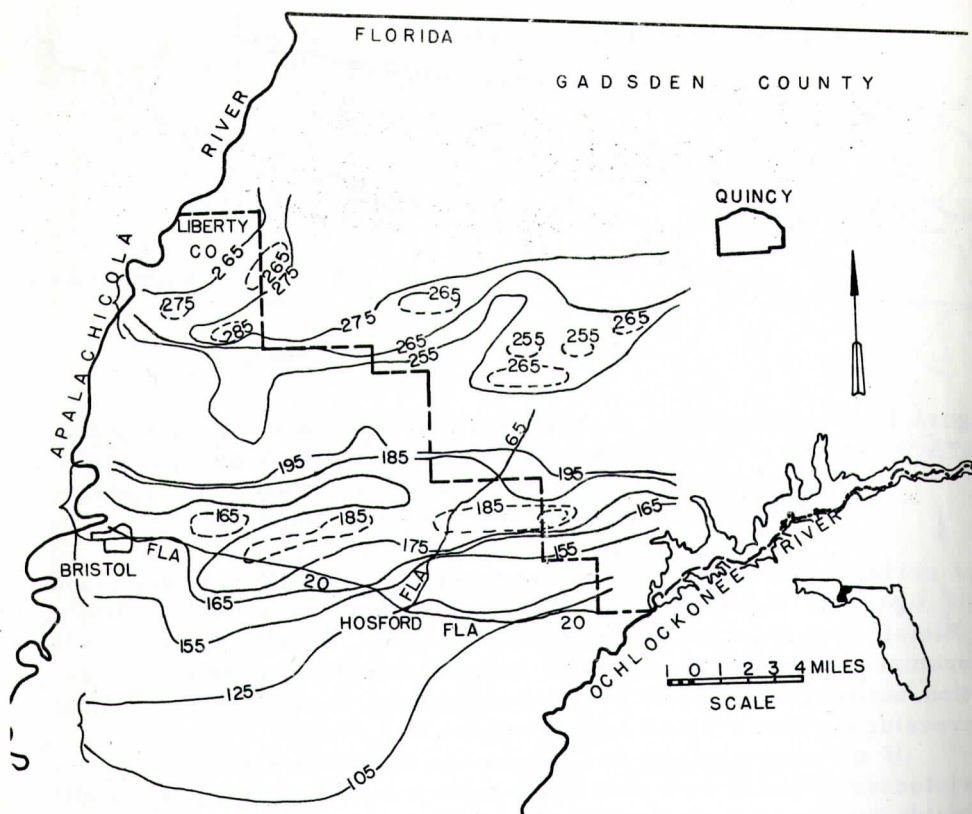 FLORIDA
GADSDEN COUNTY
RIVER
APALACHICOLA
QUINCY
LIBERTY
CO
265
265
275
275
285
275
265
265
255
265
255
255
265
65
195
185
195
165
185
185
165
175
155
FLA
20
FLA
BRISTOL
165
155
HOSFORD
FLA
20
125
105
OCHLOCKONEE RIVER
1 0 1 2 3 4 MILES
SCALE